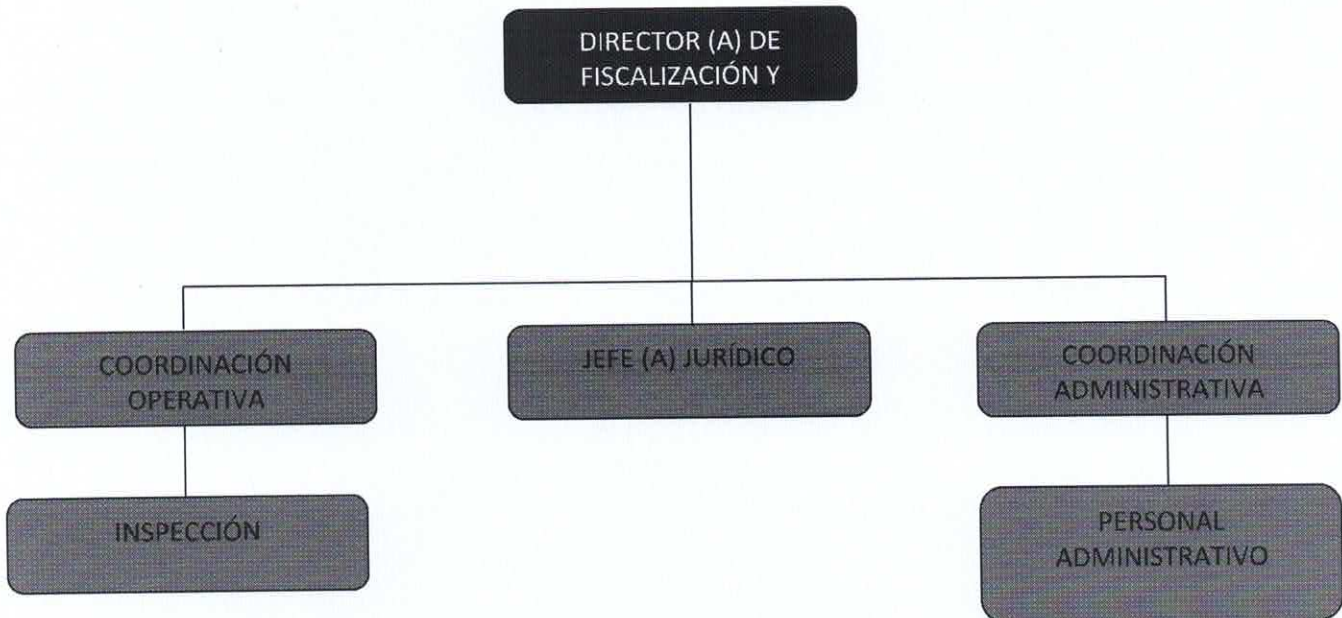 DIRECTOR (A) DE
FISCALIZACIÓN Y
COORDINACIÓN
OPERATIVA
JEFE (A) JURÍDICO
COORDINACIÓN
ADMINISTRATIVA
INSPECCIÓN
PERSONAL
ADMINISTRATIVO